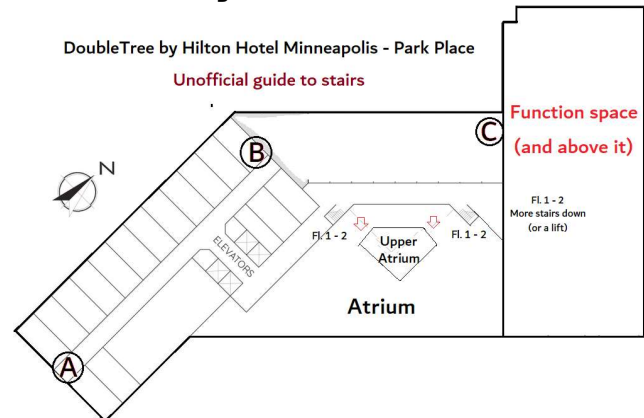 DoubleTree by Hilton Hotel Minneapolis - Park Place
Unofficial guide to stairs
Function space
(and above it)
C
B
N
Fl. 1 - 2
More stairs down
(or a lift)
Fl. 1 - 2
Upper
Atrium
Fl. 1 - 2
ELEVATORS
Atrium
A